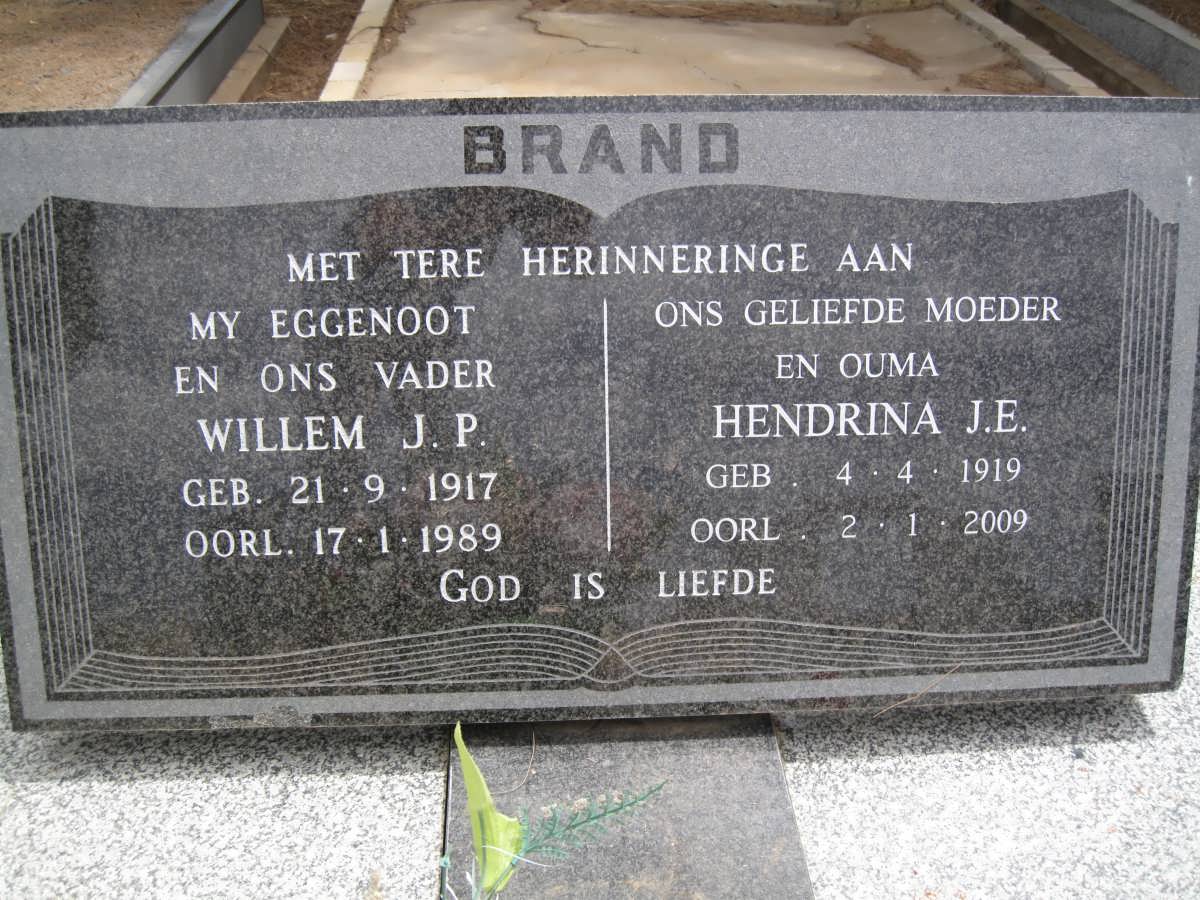 BRAND
MET TERE HERINNERINGE AAN
MY EGGENOOT
EN ONS VADER
WILLEM J. P.
GEB. 21 · 9 · 1917
OORL. 17 · 1 · 1989
ONS GELIEFDE MOEDER
EN OUMA
HENDRINA J.E.
GEB . 4 · 4 · 1919
OORL . 2 · 1 · 2009
GOD IS LIEFDE